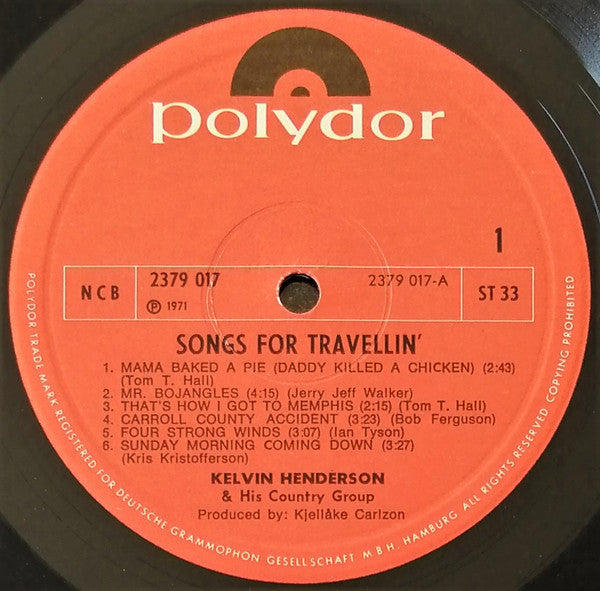 polydor
1
NCB
2379 017
℗ 1971
2379 017-A
ST 33
SONGS FOR TRAVELLIN'
1. MAMA BAKED A PIE (DADDY KILLED A CHICKEN) (2:43)
(Tom T. Hall)
2. MR. BOJANGLES (4:15) (Jerry Jeff Walker)
3. THAT'S HOW I GOT TO MEMPHIS (2:15) (Tom T. Hall)
4. CARROLL COUNTY ACCIDENT (3:23) (Bob Ferguson)
5. FOUR STRONG WINDS (3:07) (Ian Tyson)
6. SUNDAY MORNING COMING DOWN (3:27)
(Kris Kristofferson)
KELVIN HENDERSON
& His Country Group
Produced by: Kjellåke Carlzon
POLYDOR TRADE MARK REGISTERED FOR DEUTSCHE GRAMMOPHON GESELLSCHAFT M B H. HAMBURG ALL RIGHTS RESERVED COPYING PROHIBITED